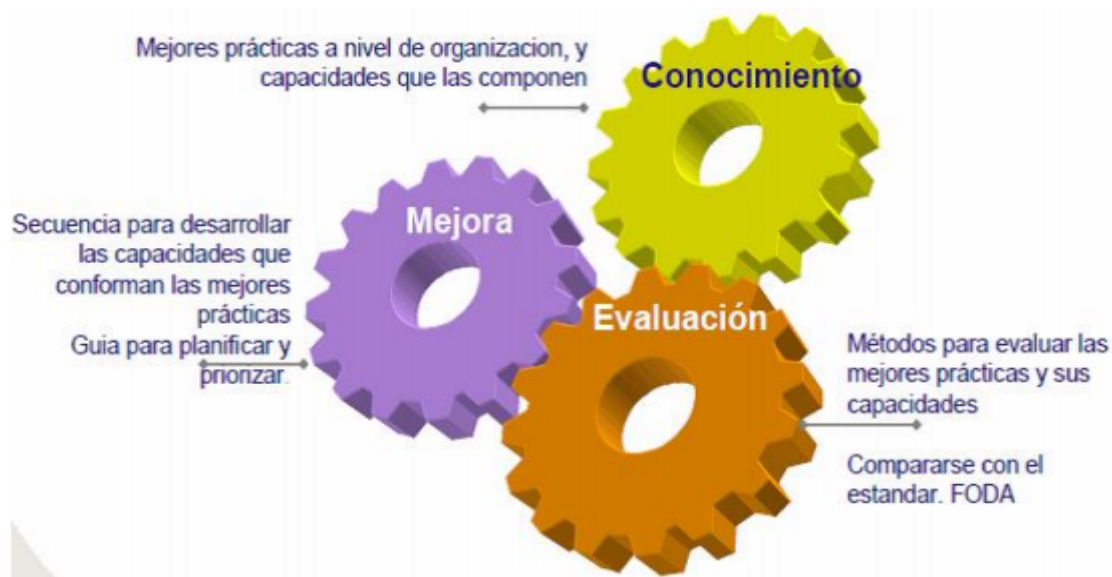 Mejores prácticas a nivel de organizacion, y
capacidades que las componen
Conocimiento
Mejora
Secuencia para desarrollar
las capacidades que
conforman las mejores
prácticas
Guia para planificar y
priorizar.
Evaluación
Métodos para evaluar las
mejores prácticas y sus
capacidades
Compararse con el
estandar. FODA